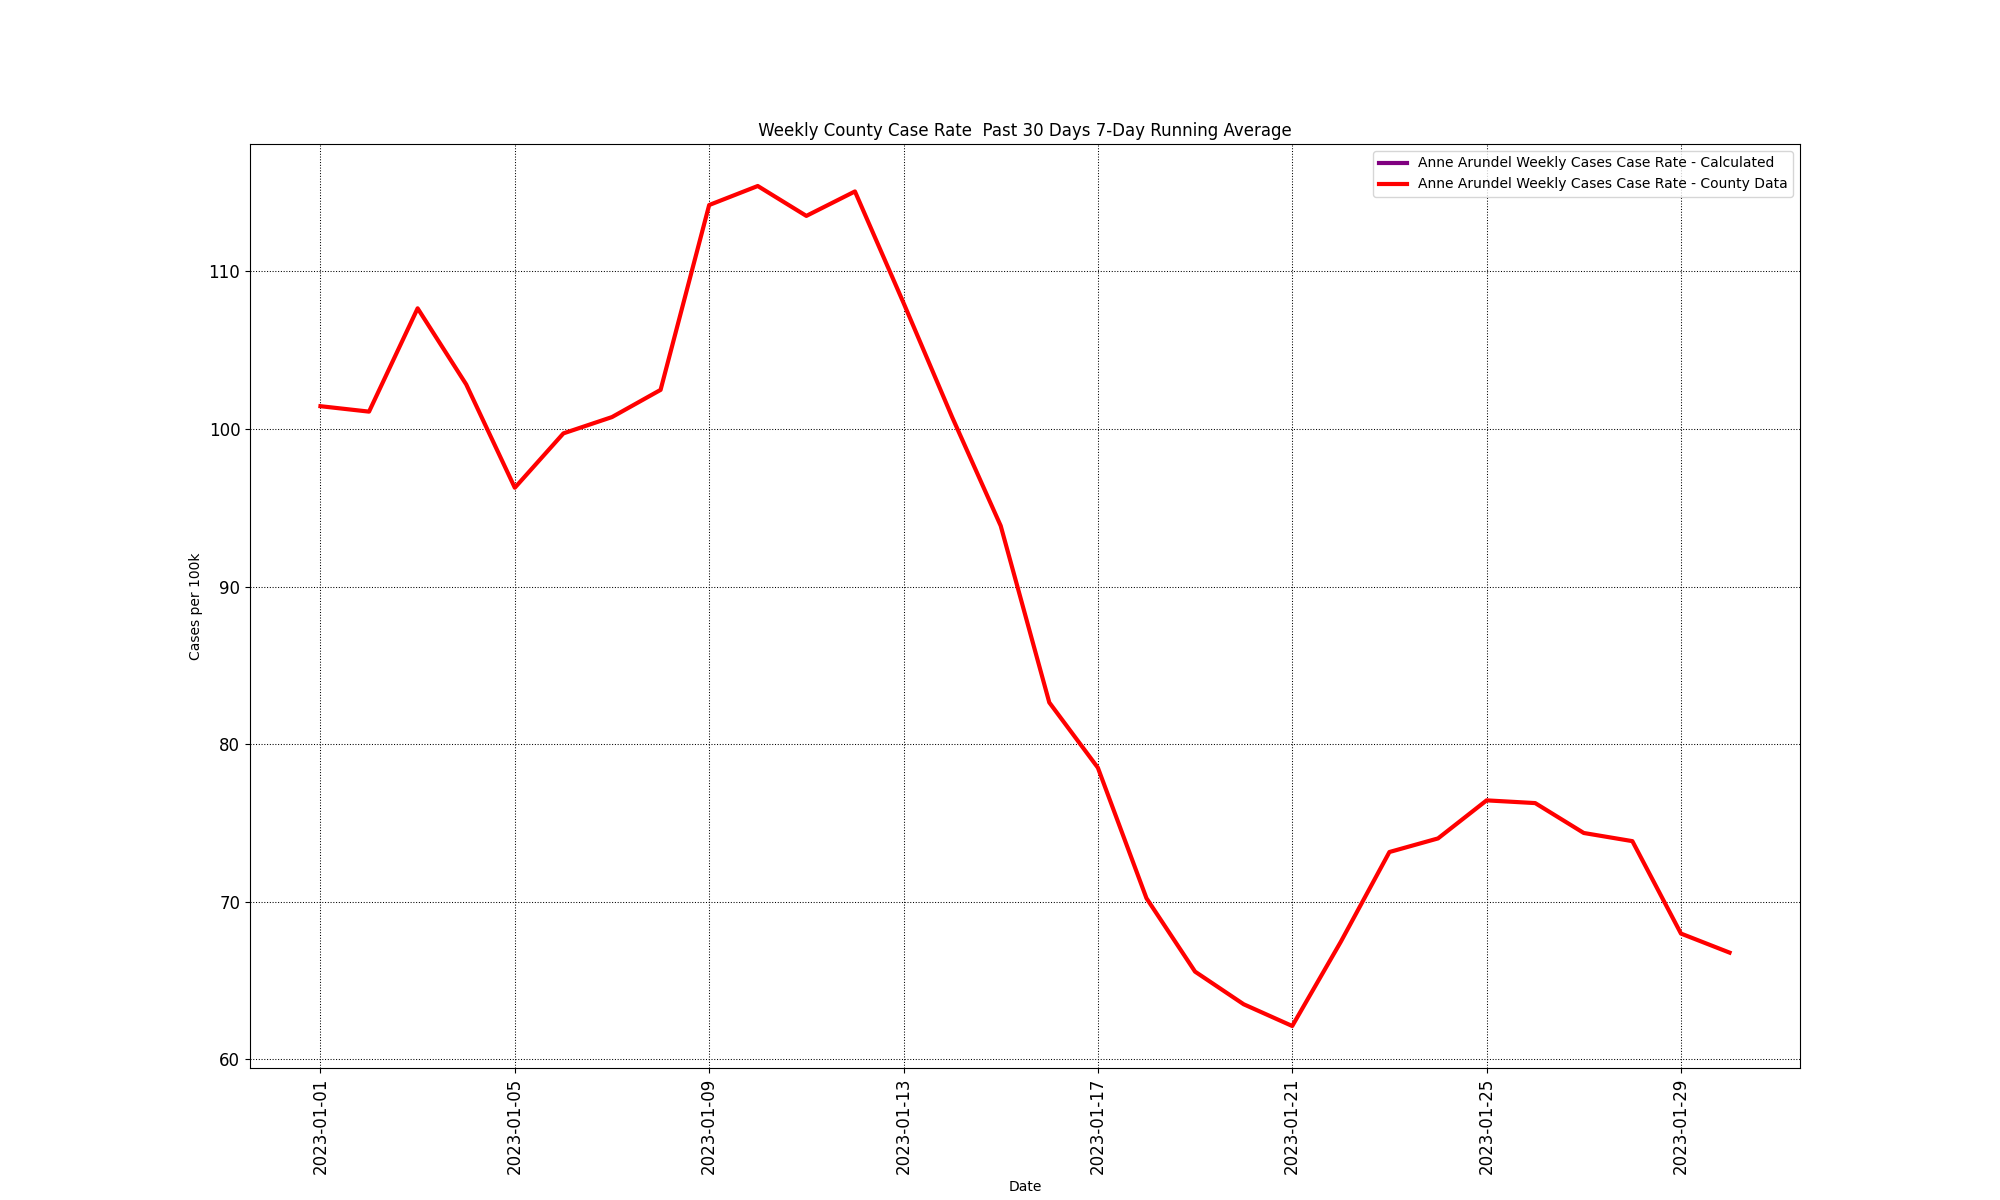 Weekly County Case Rate  Past 30 Days 7-Day Running Average
Anne Arundel Weekly Cases Case Rate - Calculated
Anne Arundel Weekly Cases Case Rate - County Data
110
100
90
80
70
60
Cases per 100k
2023-01-01
2023-01-05
2023-01-09
2023-01-13
2023-01-17
2023-01-21
2023-01-25
2023-01-29
Date